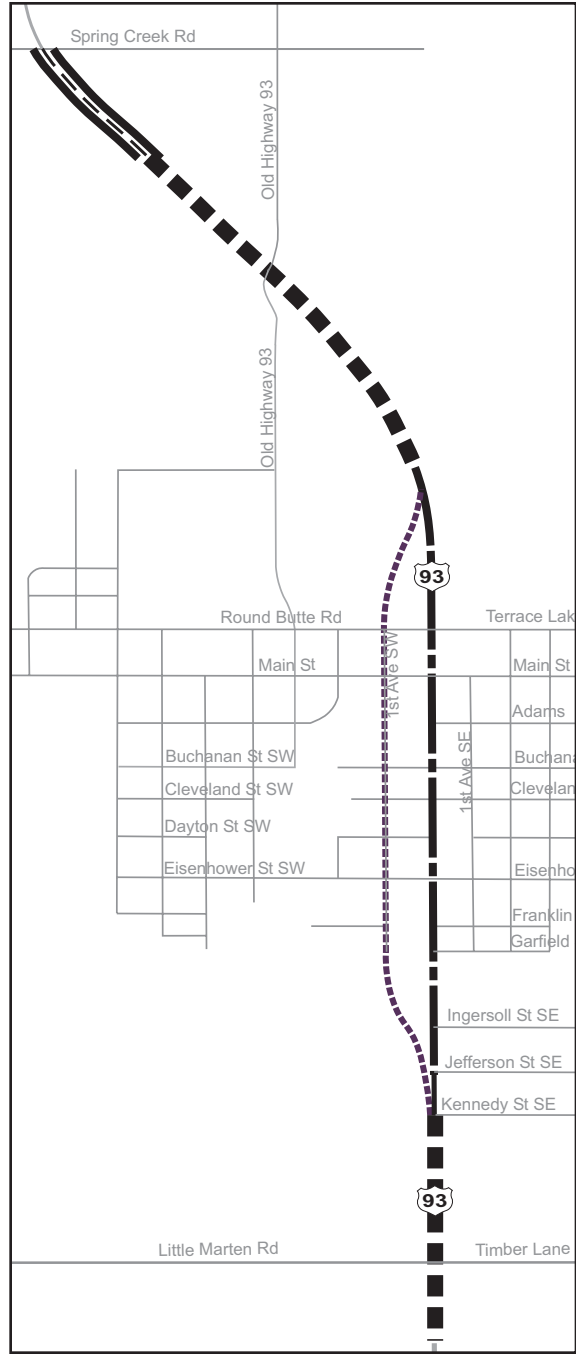 Spring Creek Rd
Old Highway 93
Old Highway 93
93
Round Butte Rd
Terrace Lak
Main St
Main St
1st Ave SW
Adams
Buchanan St SW
Buchana
1st Ave SE
Cleveland St SW
Clevelan
Dayton St SW
Eisenhower St SW
Eisenho
Franklin
Garfield
Ingersoll St SE
Jefferson St SE
Kennedy St SE
93
Little Marten Rd
Timber Lane